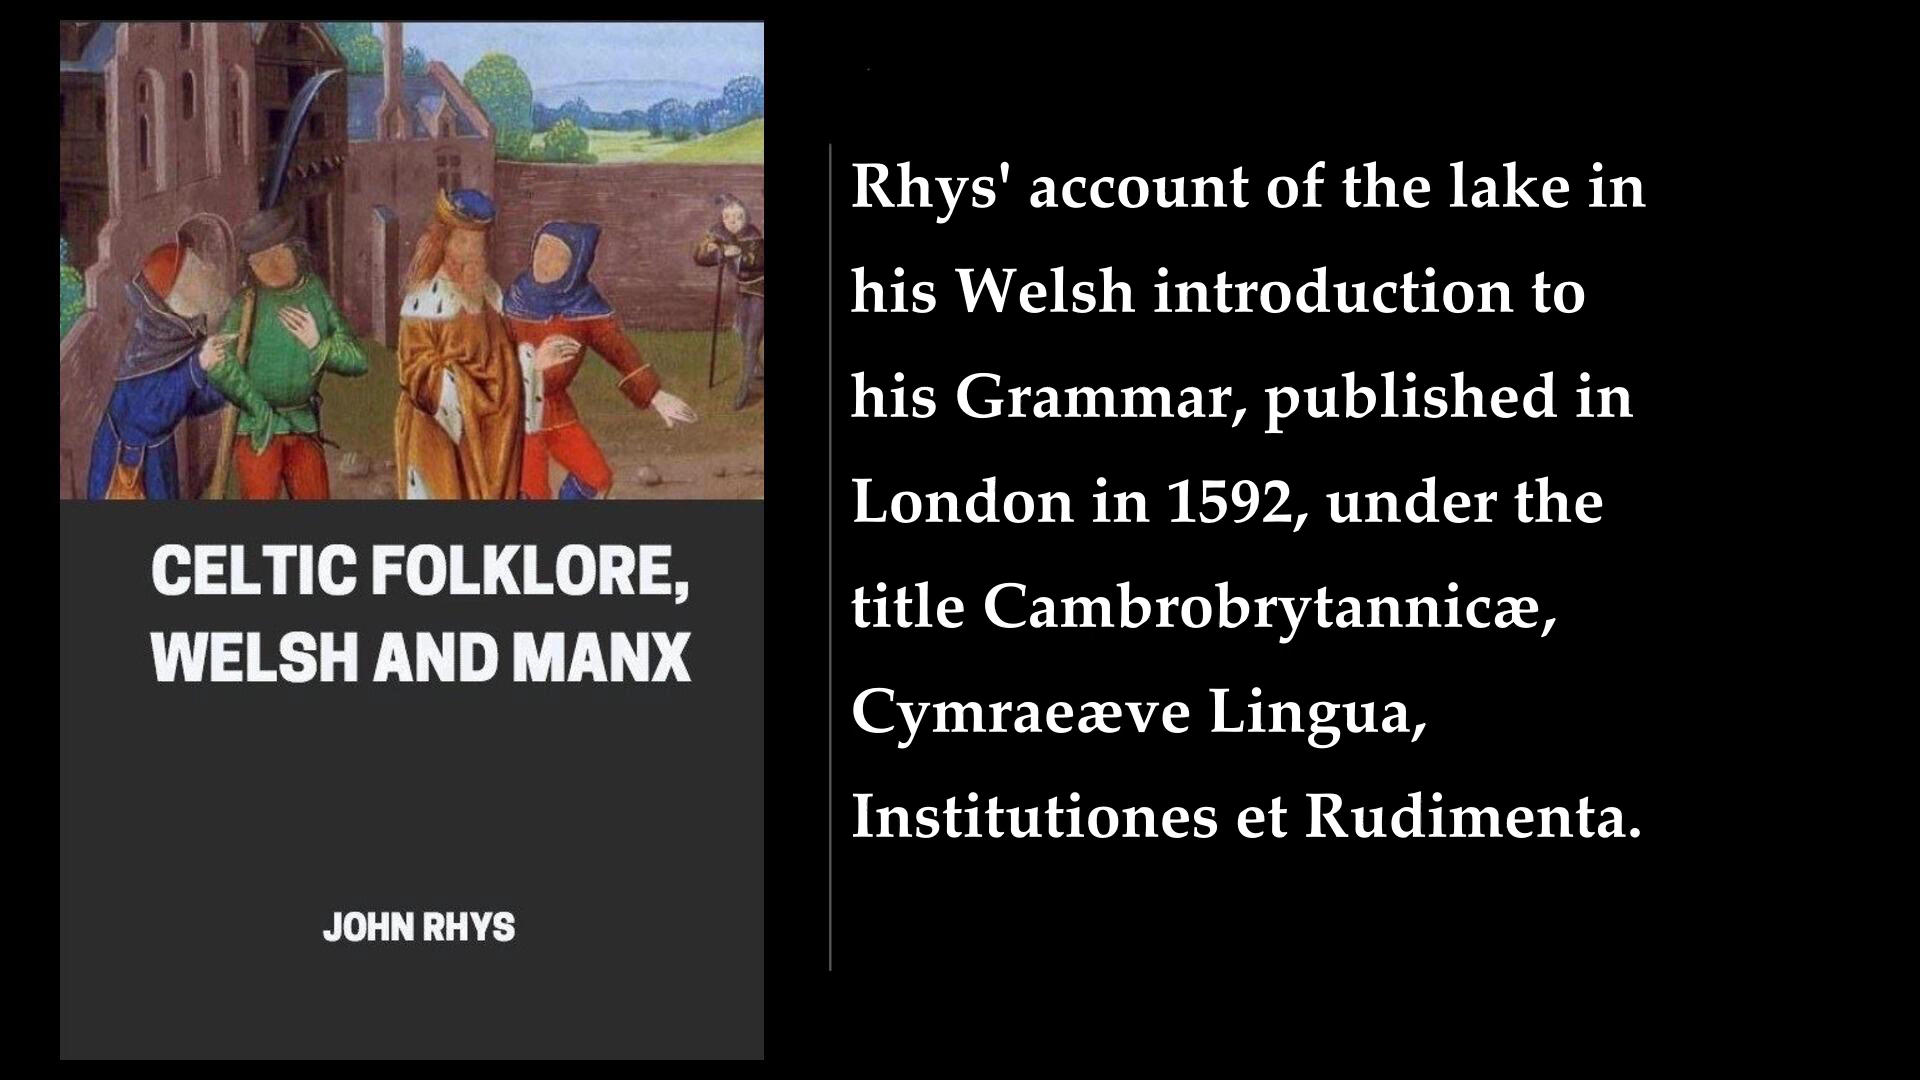 CELTIC FOLKLORE,
WELSH AND MANX
JOHN RHYS
Rhys' account of the lake in
his Welsh introduction to
his Grammar, published in
London in 1592, under the
title Cambrobrytannicæ,
Cymraeæve Lingua,
Institutiones et Rudimenta.